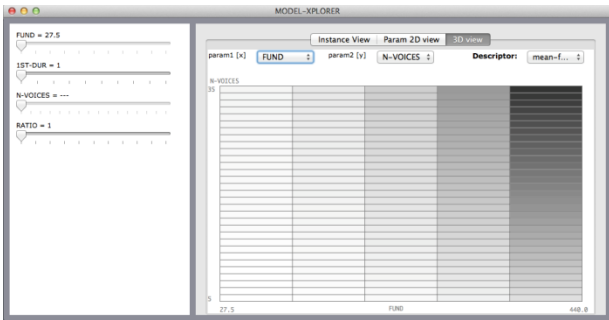 MODEL-XPLORER
FUND = 27.5
1ST-DUR = 1
N-VOICES = ---
RATIO = 1
Instance View Param 2D view 3D view
param1 [x] FUND param2 [y] N-VOICES Descriptor: mean-f...
N-VOICES
35
5
27.5 FUND 440.0